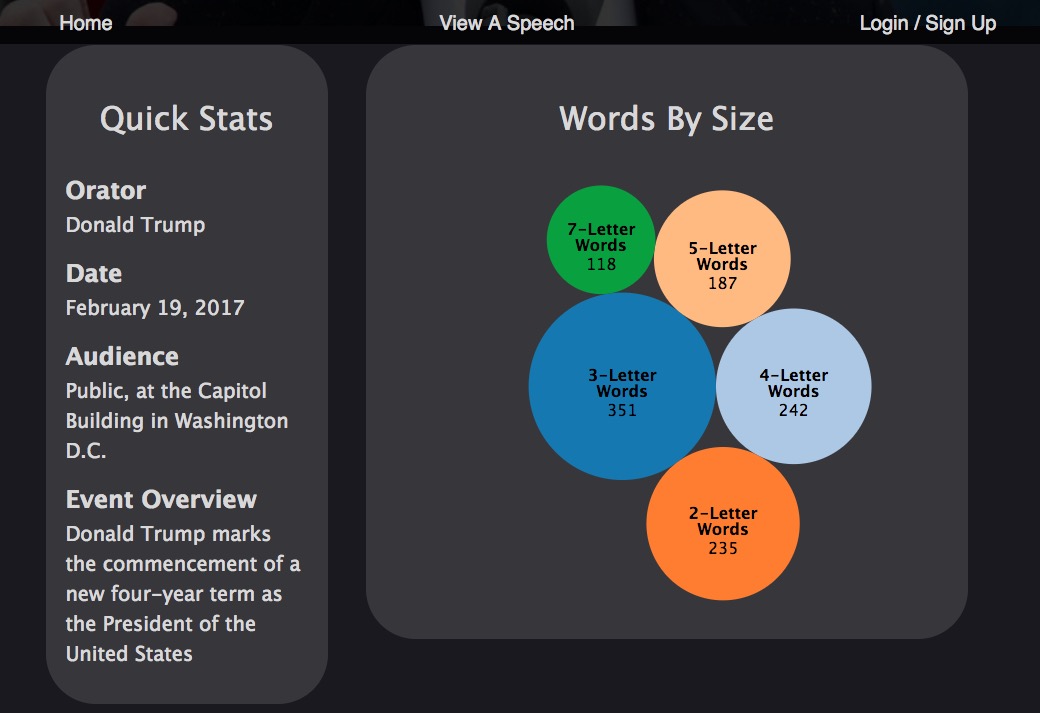 Home
View A Speech
Login / Sign Up
Quick Stats
Orator
Donald Trump
Date
February 19, 2017
Audience
Public, at the Capitol
Building in Washington
D.C.
Event Overview
Donald Trump marks
the commencement of a
new four-year term as
the President of the
United States
Words By Size
7-Letter
Words
118
5-Letter
Words
187
3-Letter
Words
351
4-Letter
Words
242
2-Letter
Words
235